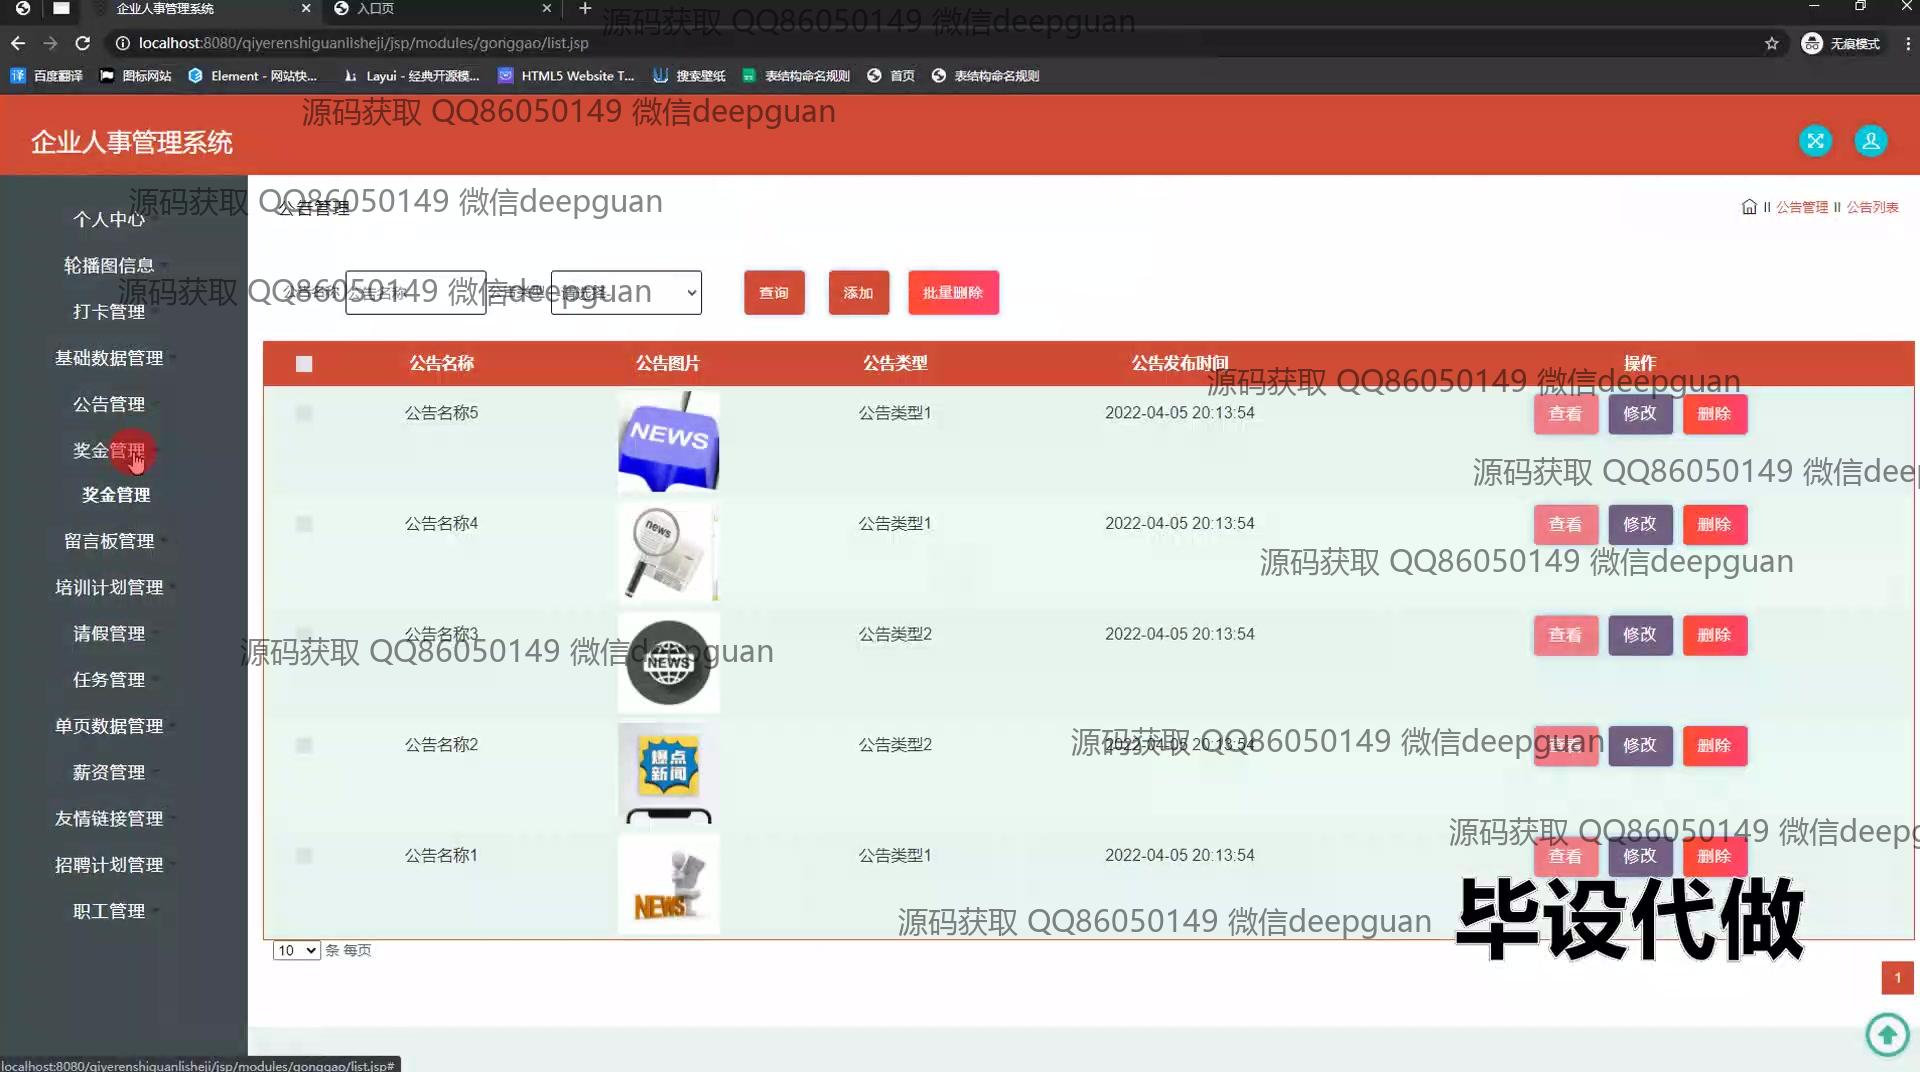 企业人事管理系统
入口页
源码获取 QQ86050149 微信deepguan
localhost:8080/qiyerenshiguanlisheji/jsp/modules/gonggao/list.jsp
无痕模式
译 百度翻译
图标网站
Element - 网站快...
Layui - 经典开源模...
HTML5 Website T...
搜索壁纸
表结构命名规则
首页
表结构命名规则
源码获取 QQ86050149 微信deepguan
企业人事管理系统
源码获取 QQ86050149 微信deepguan
个人中心
公告管理
公告管理 公告列表
轮播图信息
源码获取 QQ86050149 微信deepguan
公告名称 公告名称
查询 添加 批量删除
打卡管理
基础数据管理
公告管理
奖金管理
奖金管理
留言板管理
培训计划管理
请假管理
任务管理
单页数据管理
薪资管理
友情链接管理
招聘计划管理
职工管理
公告名称 公告图片 公告类型 公告发布时间 操作
源码获取 QQ86050149 微信deepguan
公告名称5 NEWS 公告类型1 2022-04-05 20:13:54 查看 修改 删除
源码获取 QQ86050149 微信deep
公告名称4 news 公告类型1 2022-04-05 20:13:54 查看 修改 删除
源码获取 QQ86050149 微信deepguan
公告名称3 NEWS 公告类型2 2022-04-05 20:13:54 查看 修改 删除
源码获取 QQ86050149 微信deepguan
公告名称2 爆点新闻 公告类型2 2022-04-05 20:13:54 查看 修改 删除
源码获取 QQ86050149 微信deepguan
源码获取 QQ86050149 微信deepg
公告名称1 NEWS 公告类型1 2022-04-05 20:13:54 查看 修改 删除
毕设代做
源码获取 QQ86050149 微信deepguan
10 条 每页
1
localhost:8080/qiyerenshiguanlisheji/jsp/modules/gonggao/list.jsp#